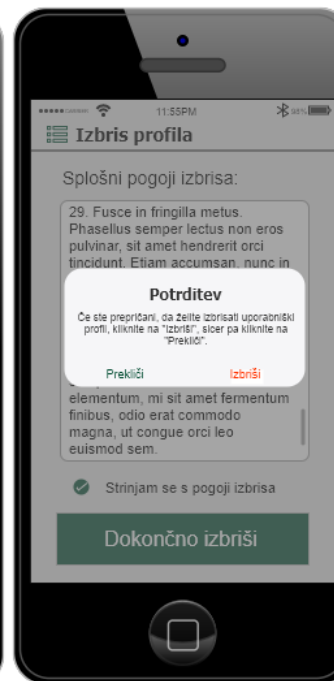 11:55PM
98%
Izbris profila
Splošni pogoji izbrisa:
29. Fusce in fringilla metus.
Phasellus semper lectus non eros
pulvinar, sit amet hendrerit orci
tincidunt. Etiam accumsan, nunc in
Potrditev
Če ste prepričani, da želite izbrisati uporabniški
profil, kliknite na "Izbriši", sicer pa kliknite na
"Prekliči".
Prekliči Izbriši
elementum, mi sit amet fermentum
finibus, odio erat commodo
magna, ut congue orci leo
euismod sem.
Strinjam se s pogoji izbrisa
Dokončno izbriši